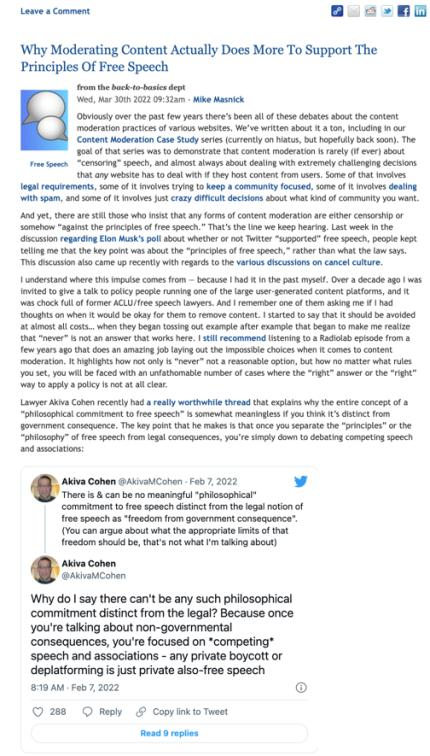 Leave a Comment
Why Moderating Content Actually Does More To Support The
Principles Of Free Speech
from the back-to-basics dept
Wed, Mar 30th 2022 09:32am - Mike Masnick
Free Speech
Obviously over the past few years there's been all of these debates about the content
moderation practices of various websites. We've written about it a ton, including in our
Content Moderation Case Study series (currently on hiatus, but hopefully back soon). The
goal of that series was to demonstrate that content moderation is rarely (if ever) about
"censoring" speech, and almost always about dealing with extremely challenging decisions
that any website has to deal with if they host content from users. Some of that involves
legal requirements, some of it involves trying to keep a community focused, some of it involves dealing
with spam, and some of it involves just crazy difficult decisions about what kind of community you want.
And yet, there are still those who insist that any forms of content moderation are either censorship or
somehow "against the principles of free speech." That's the line we keep hearing. Last week in the
discussion regarding Elon Musk's poll about whether or not Twitter "supported" free speech, people kept
telling me that the key point was about the "principles of free speech," rather than what the law says.
This discussion also came up recently with regards to the various discussions on cancel culture.
I understand where this impulse comes from — because I had it in the past myself. Over a decade ago I was
invited to give a talk to policy people running one of the large user-generated content platforms, and it
was chock full of former ACLU/free speech lawyers. And I remember one of them asking me if I had
thoughts on when it would be okay for them to remove content. I started to say that it should be avoided
at almost all costs… when they began tossing out example after example that began to make me realize
that "never" is not an answer that works here. I still recommend listening to a Radiolab episode from a
few years ago that does an amazing job laying out the impossible choices when it comes to content
moderation. It highlights how not only is "never" not a reasonable option, but how no matter what rules
you set, you will be faced with an unfathomable number of cases where the "right" answer or the "right"
way to apply a policy is not at all clear.
Lawyer Akiva Cohen recently had a really worthwhile thread that explains why the entire concept of a
"philosophical commitment to free speech" is somewhat meaningless if you think it's distinct from
government consequence. The key point that he makes is that once you separate the "principles" or the
"philosophy" of free speech from legal consequences, you're simply down to debating competing speech
and associations:
Akiva Cohen @AkivaMCohen · Feb 7, 2022
There is & can be no meaningful "philosophical"
commitment to free speech distinct from the legal notion of
free speech as "freedom from government consequence".
(You can argue about what the appropriate limits of that
freedom should be, that's not what I'm talking about)
Akiva Cohen
@AkivaMCohen
Why do I say there can't be any such philosophical
commitment distinct from the legal? Because once
you're talking about non-governmental
consequences, you're focused on *competing*
speech and associations - any private boycott or
deplatforming is just private also-free speech
8:19 AM · Feb 7, 2022
288 Reply Copy link to Tweet
Read 9 replies